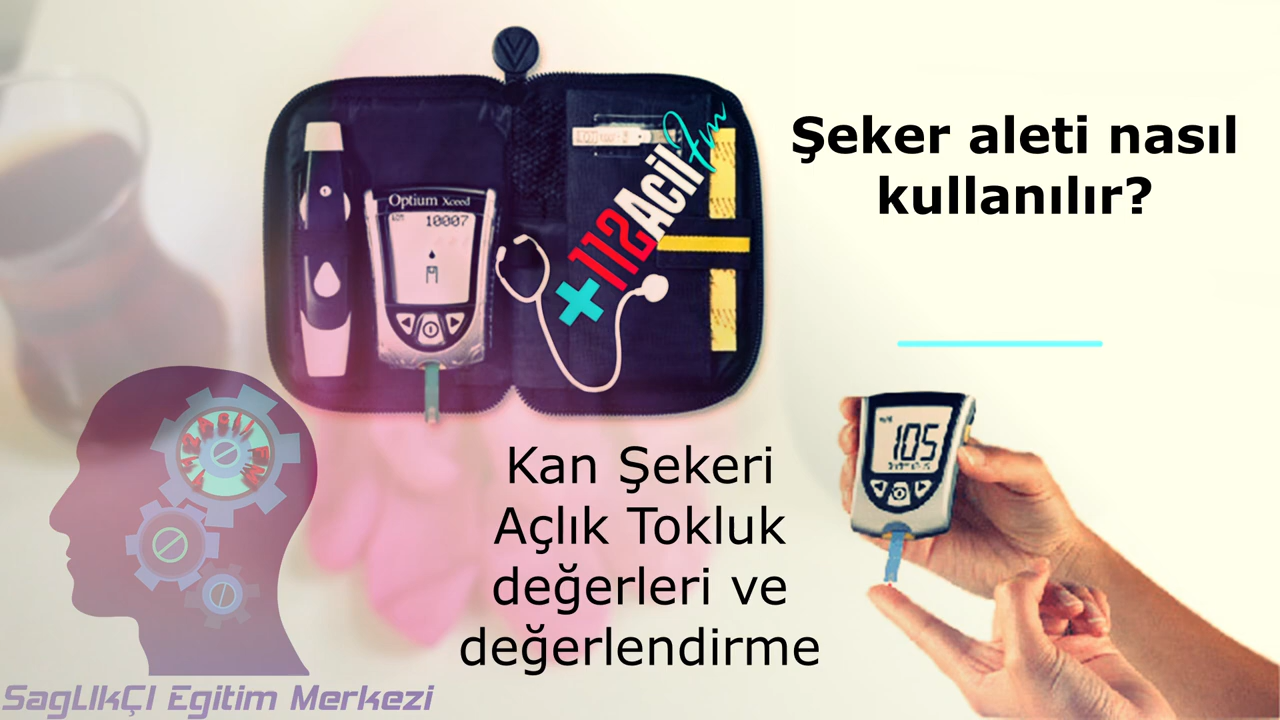 Şeker aleti nasıl
kullanılır?
Optium Xceed
10007
+112Acil
Fm
105
Kan Şekeri
Açlık Tokluk
değerleri ve
değerlendirme
SagLIkÇI Egitim Merkezi